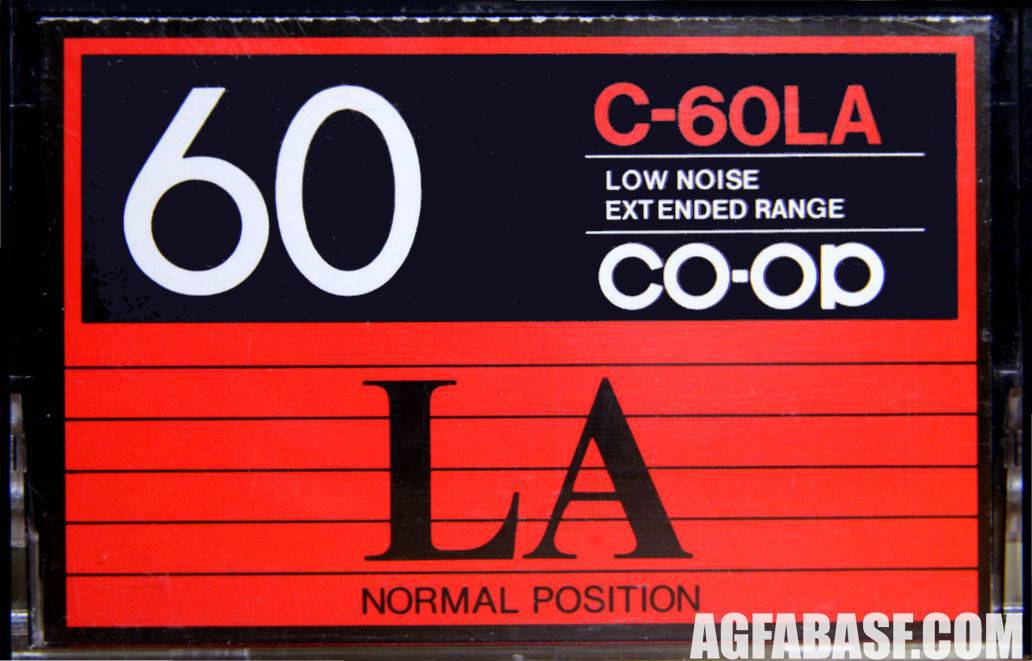 60
C-60LA
LOW NOISE
EXTENDED RANGE
CO-OP
LA
NORMAL POSITION
AGFABASF.COM